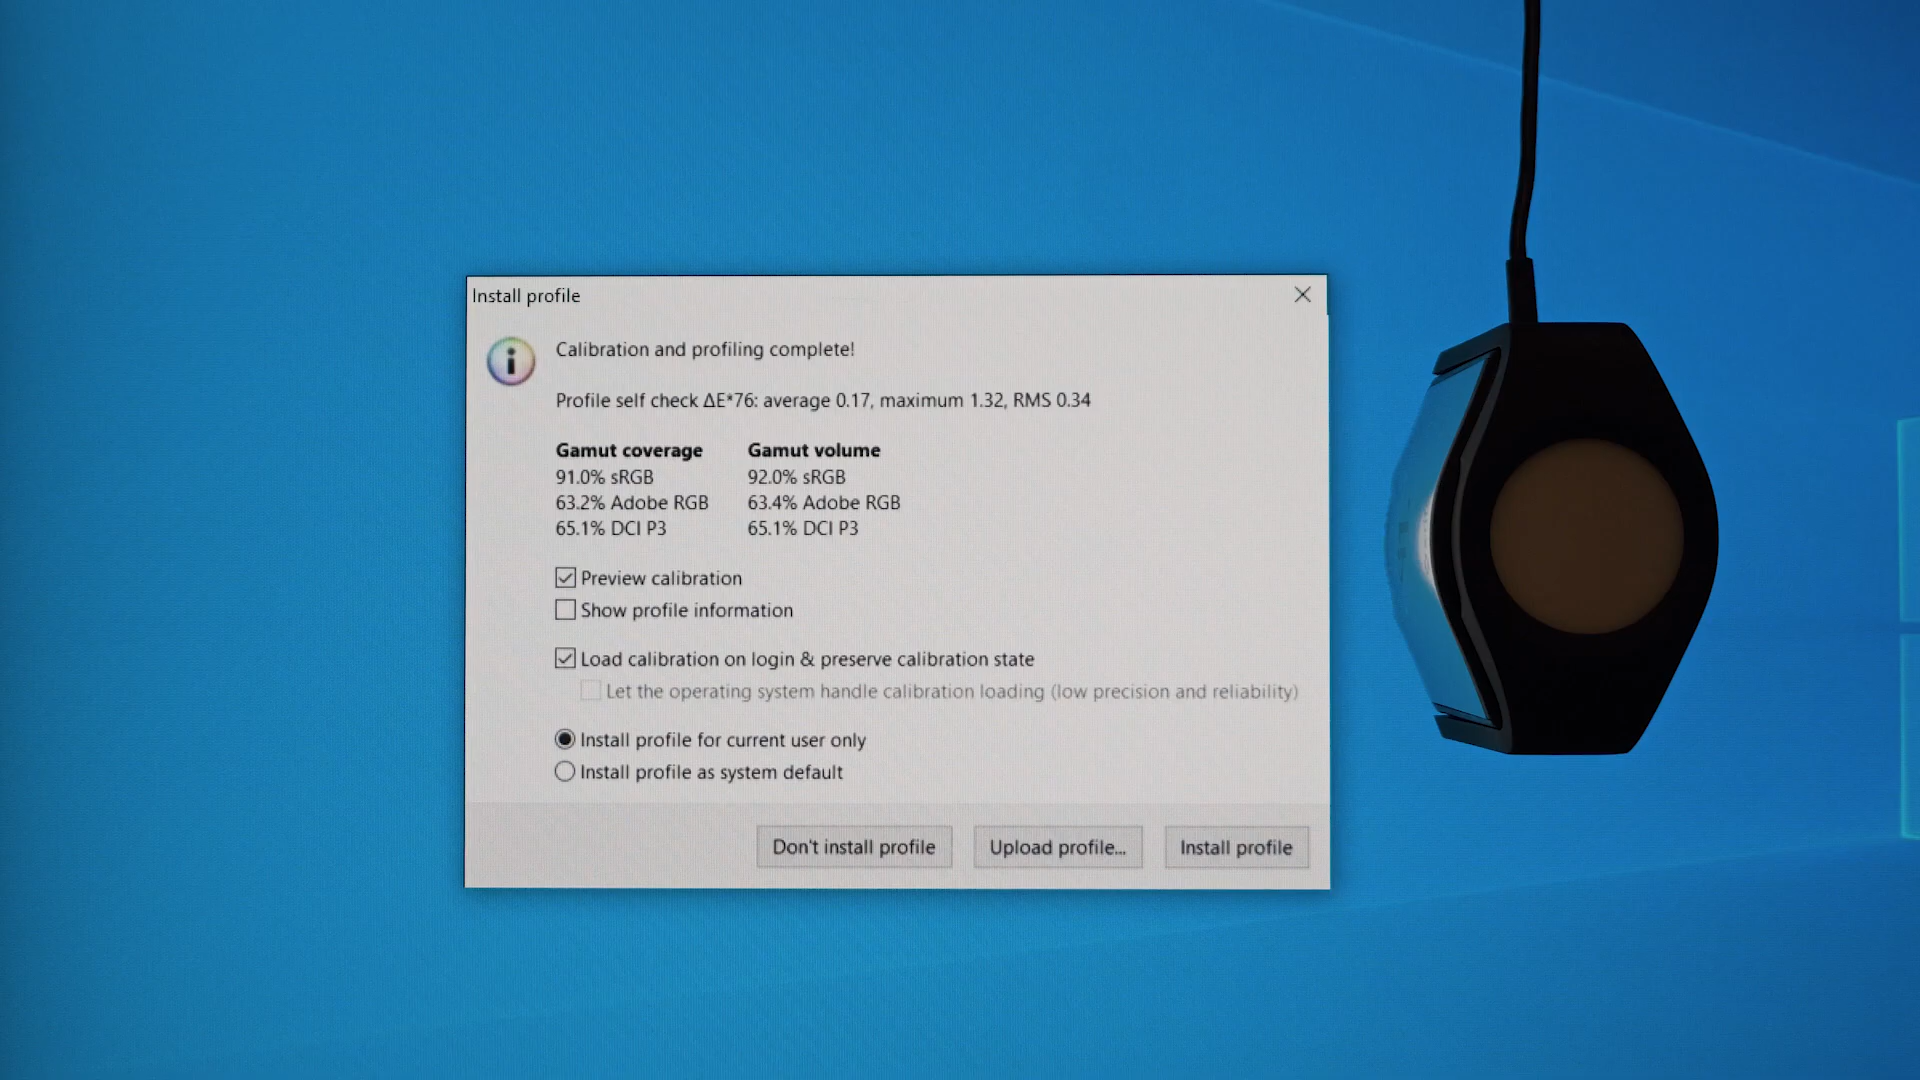 Install profile
Calibration and profiling complete!
Profile self check ΔE*76: average 0.17, maximum 1.32, RMS 0.34
Gamut coverage Gamut volume
91.0% sRGB 92.0% sRGB
63.2% Adobe RGB 63.4% Adobe RGB
65.1% DCI P3 65.1% DCI P3
Preview calibration
Show profile information
Load calibration on login & preserve calibration state
Let the operating system handle calibration loading (low precision and reliability)
Install profile for current user only
Install profile as system default
Don't install profile Upload profile... Install profile